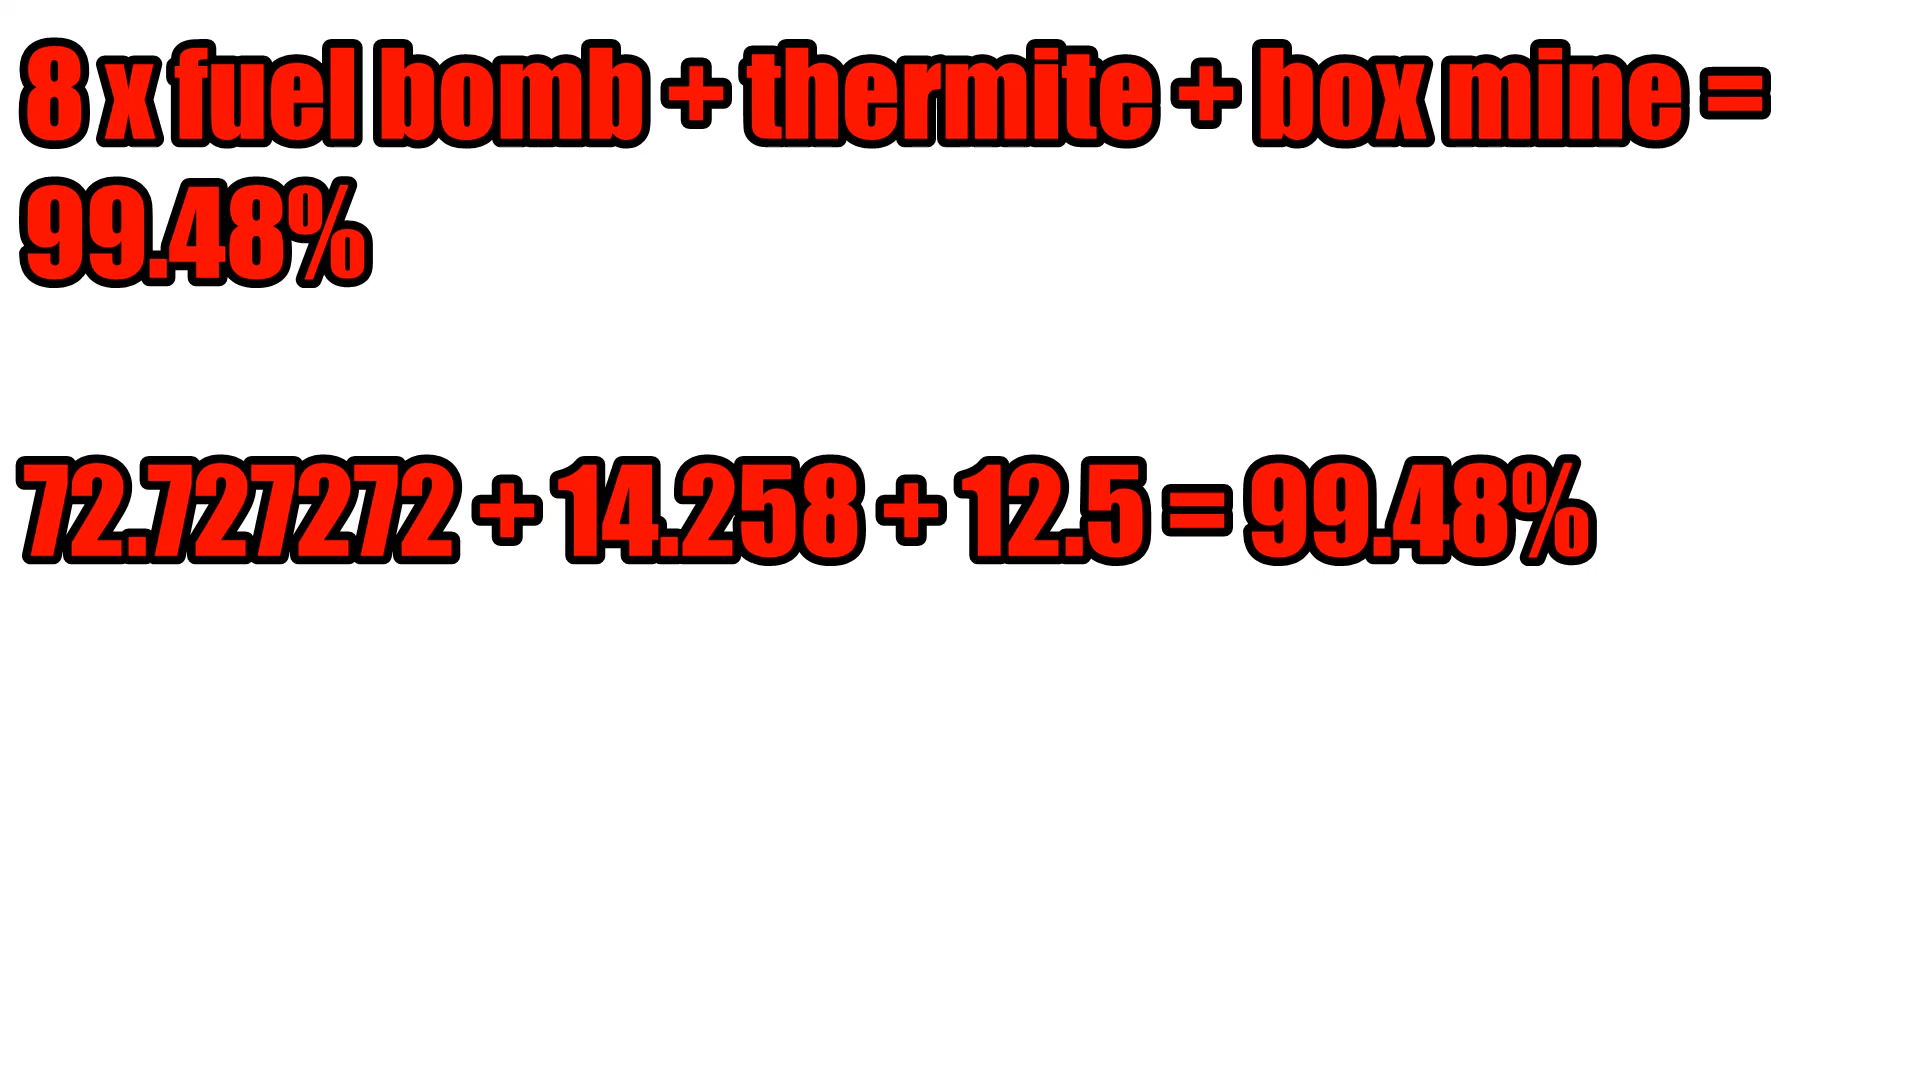 8 x fuel bomb + thermite + box mine =
99.48%
72.727272 + 14.258 + 12.5 = 99.48%